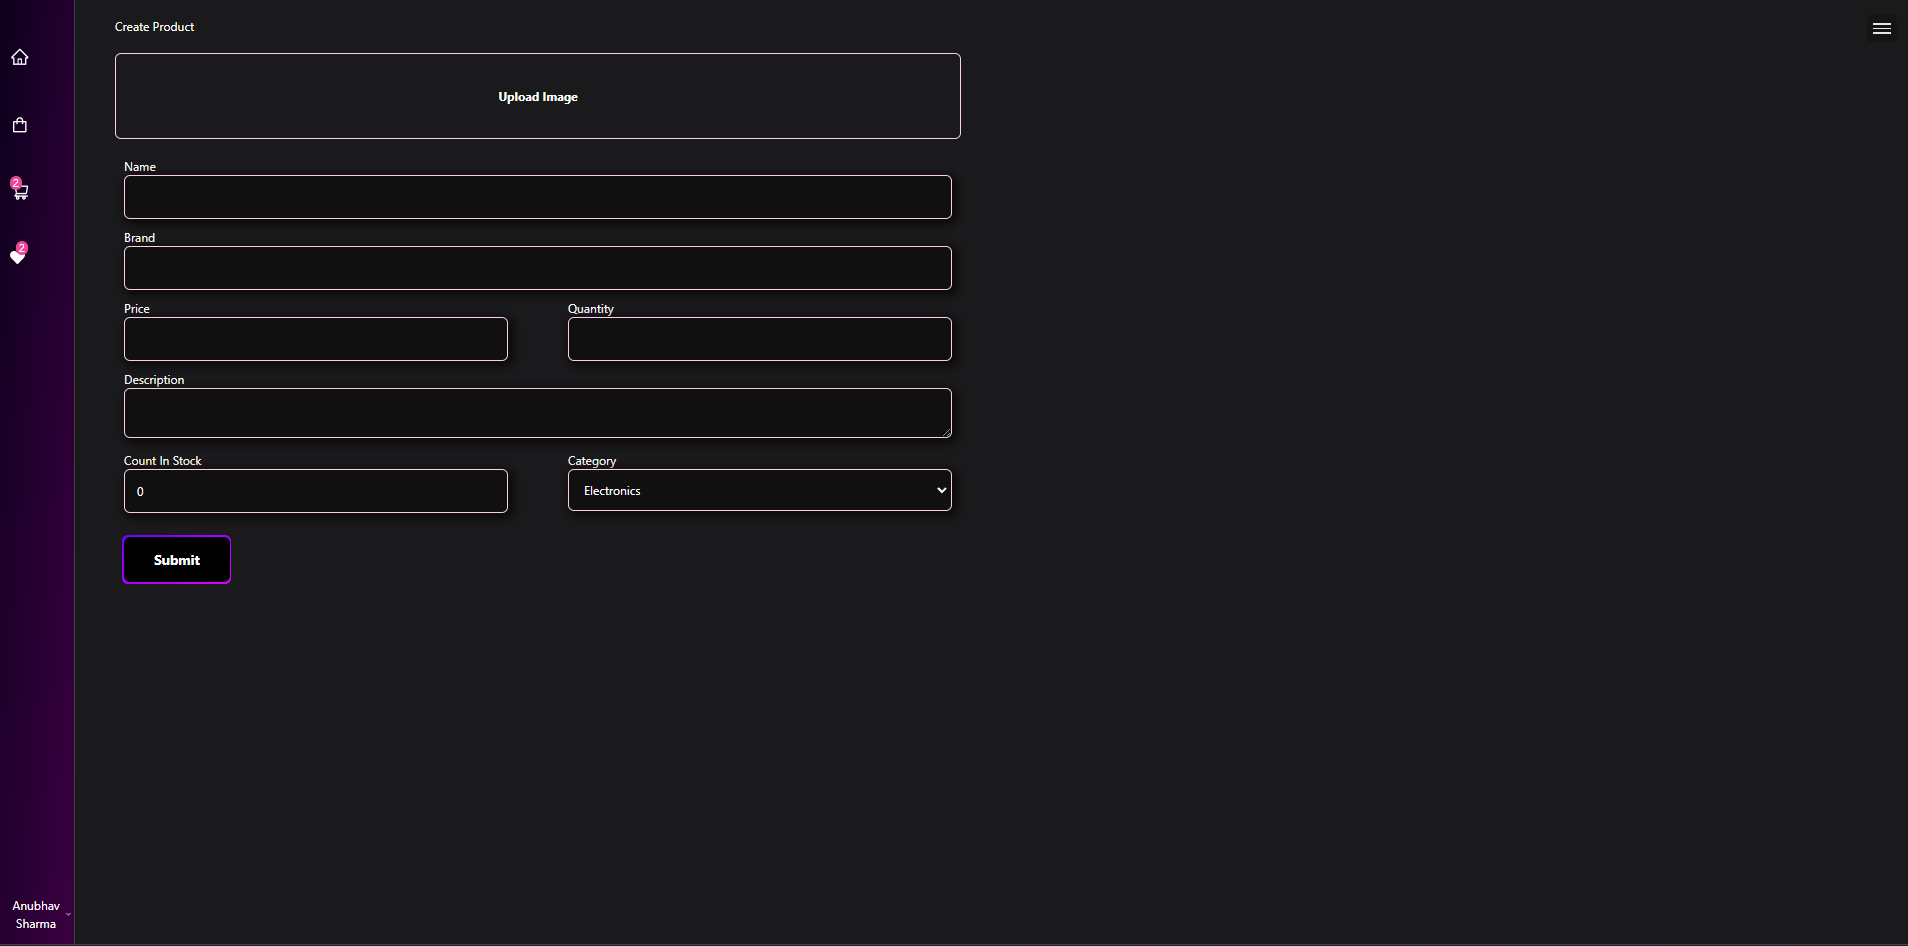 Create Product
Upload Image
Name
Brand
Price
Quantity
Description
Count In Stock
0
Category
Electronics
Submit
2
2
Anubhav
Sharma